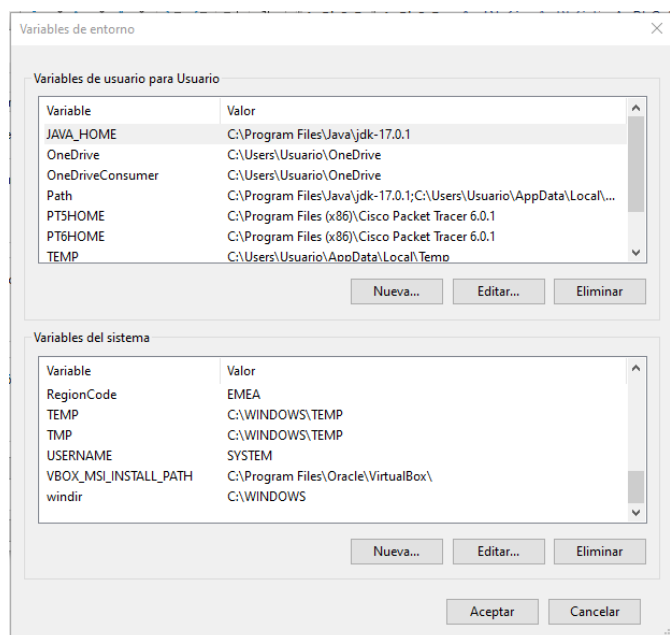 Variables de entorno
Variables de usuario para Usuario
Variable Valor
JAVA_HOME C:\Program Files\Java\jdk-17.0.1
OneDrive C:\Users\Usuario\OneDrive
OneDriveConsumer C:\Users\Usuario\OneDrive
Path C:\Program Files\Java\jdk-17.0.1;C:\Users\Usuario\AppData\Local\...
PT5HOME C:\Program Files (x86)\Cisco Packet Tracer 6.0.1
PT6HOME C:\Program Files (x86)\Cisco Packet Tracer 6.0.1
TEMP C:\Users\Usuario\AppData\Local\Temp
Nueva... Editar... Eliminar
Variables del sistema
Variable Valor
RegionCode EMEA
TEMP C:\WINDOWS\TEMP
TMP C:\WINDOWS\TEMP
USERNAME SYSTEM
VBOX_MSI_INSTALL_PATH C:\Program Files\Oracle\VirtualBox\
windir C:\WINDOWS
Nueva... Editar... Eliminar
Aceptar Cancelar